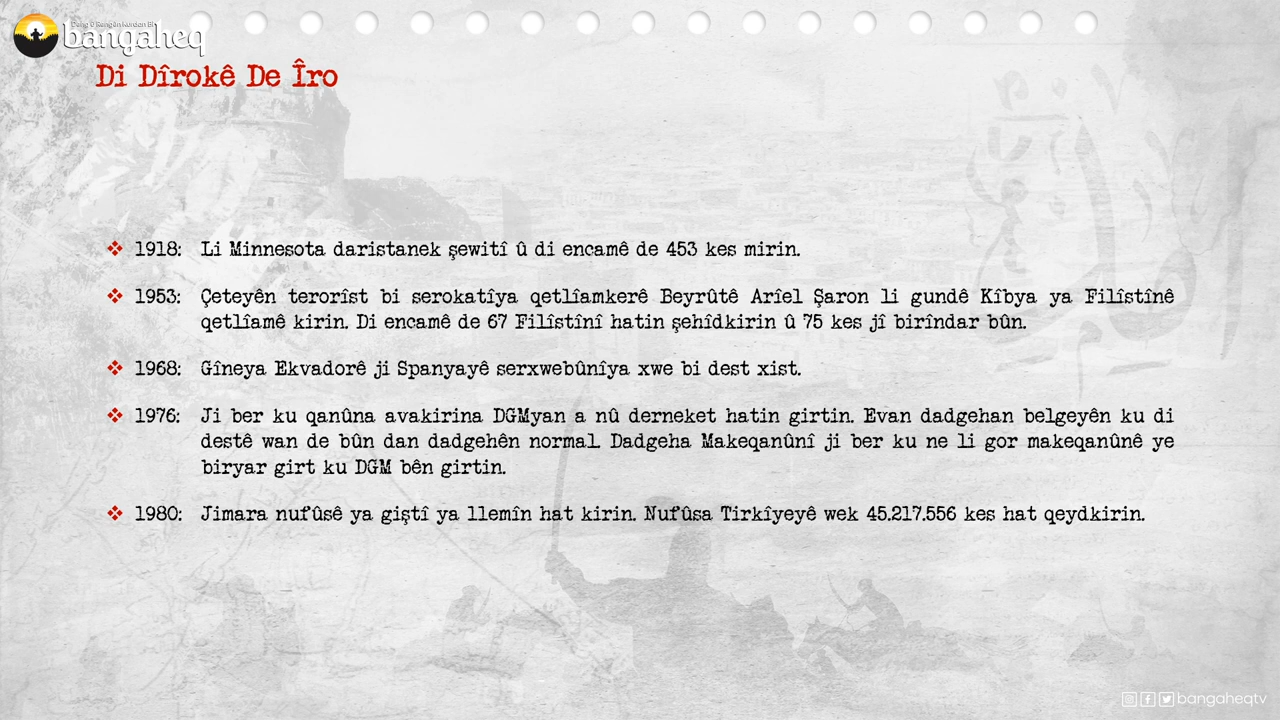 Deng û Rengên Kurdan Bî
bangaheq
Di Dîrokê De Îro
❖ 1918: Li Minnesota daristanek şewitî û di encamê de 453 kes mirin.
❖ 1953: Çeteyên terorîst bi serokatîya qetlîamkerê Beyrûtê Arîel Şaron li gundê Kîbya ya Filîstînê
qetlîamê kirin. Di encamê de 67 Filîstînî hatin şehîdkirin û 75 kes jî birîndar bûn.
❖ 1968: Gîneya Ekvadorê ji Spanyayê serxwebûnîya xwe bi dest xist.
❖ 1976: Ji ber ku qanûna avakirina DGMyan a nû derneket hatin girtin. Evan dadgehan belgeyên ku di
destê wan de bûn dan dadgehên normal. Dadgeha Makeqanûnî ji ber ku ne li gor makeqanûnê ye
biryar girt ku DGM bên girtin.
❖ 1980: Jimara nufûsê ya giştî ya 11emîn hat kirin. Nufûsa Tirkîyeyê wek 45.217.556 kes hat qeydkirin.
bangaheqtv